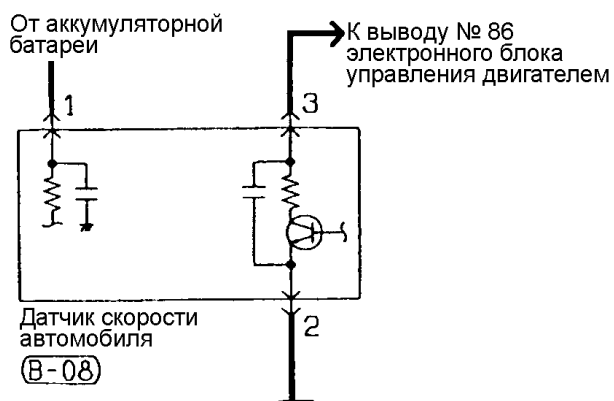 От аккумуляторной
батареи
К выводу № 86
электронного блока
управления двигателем
1
3
2
Датчик скорости
автомобиля
B-08